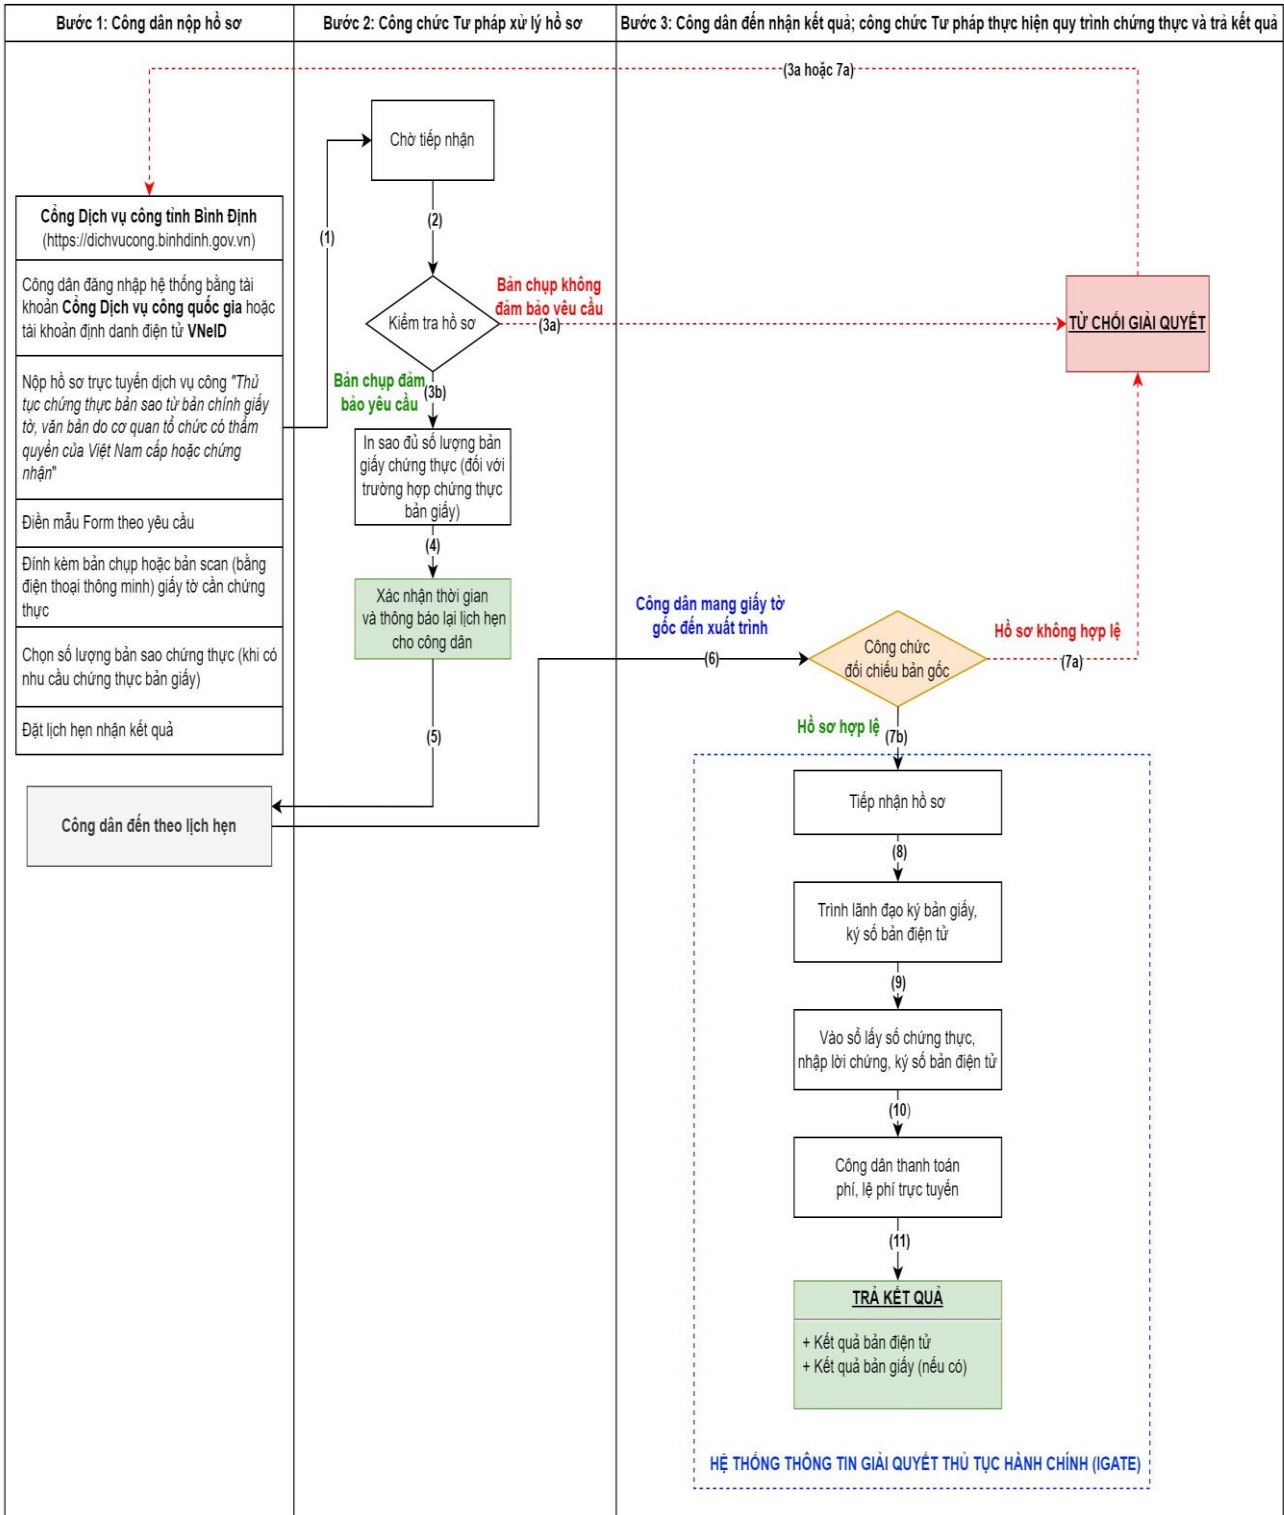 Bước 1: Công dân nộp hồ sơ
Bước 2: Công chức Tư pháp xử lý hồ sơ
Bước 3: Công dân đến nhận kết quả; công chức Tư pháp thực hiện quy trình chứng thực và trả kết quả
(3a hoặc 7a)
Cổng Dịch vụ công tỉnh Bình Định
(https://dichvucong.binhdinh.gov.vn)
Công dân đăng nhập hệ thống bằng tài
khoản Cổng Dịch vụ công quốc gia hoặc
tài khoản định danh điện tử VNeID
Nộp hồ sơ trực tuyến dịch vụ công "Thủ
tục chứng thực bản sao từ bản chính giấy
tờ, văn bản do cơ quan tổ chức có thẩm
quyền của Việt Nam cấp hoặc chứng
nhận"
Điền mẫu Form theo yêu cầu
Đính kèm bản chụp hoặc bản scan (bằng
điện thoại thông minh) giấy tờ cần chứng
thực
Chọn số lượng bản sao chứng thực (khi có
nhu cầu chứng thực bản giấy)
Đặt lịch hẹn nhận kết quả
Công dân đến theo lịch hẹn
(1)
Chờ tiếp nhận
(2)
Kiểm tra hồ sơ
Bản chụp không
đảm bảo yêu cầu
(3a)
TỪ CHỐI GIẢI QUYẾT
Bản chụp đảm
bảo yêu cầu
(3b)
In sao đủ số lượng bản
giấy chứng thực (đối với
trường hợp chứng thực
bản giấy)
(4)
Xác nhận thời gian
và thông báo lại lịch hẹn
cho công dân
(5)
Công dân mang giấy tờ
gốc đến xuất trình
(6)
Công chức
đối chiếu bản gốc
Hồ sơ không hợp lệ
(7a)
Hồ sơ hợp lệ
(7b)
Tiếp nhận hồ sơ
(8)
Trình lãnh đạo ký bản giấy,
ký số bản điện tử
(9)
Vào sổ lấy số chứng thực,
nhập lời chứng, ký số bản điện tử
(10)
Công dân thanh toán
phí, lệ phí trực tuyến
(11)
TRẢ KẾT QUẢ
+ Kết quả bản điện tử
+ Kết quả bản giấy (nếu có)
HỆ THỐNG THÔNG TIN GIẢI QUYẾT THỦ TỤC HÀNH CHÍNH (IGATE)